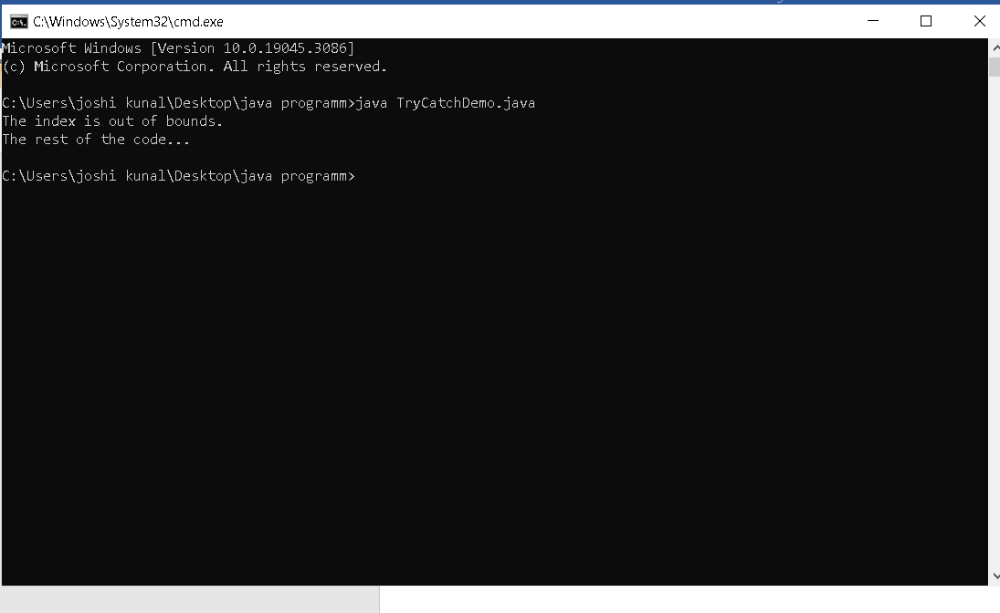 C:\Windows\System32\cmd.exe
Microsoft Windows [Version 10.0.19045.3086]
(c) Microsoft Corporation. All rights reserved.
C:\Users\joshi kunal\Desktop\java programm>java TryCatchDemo.java
The index is out of bounds.
The rest of the code...
C:\Users\joshi kunal\Desktop\java programm>